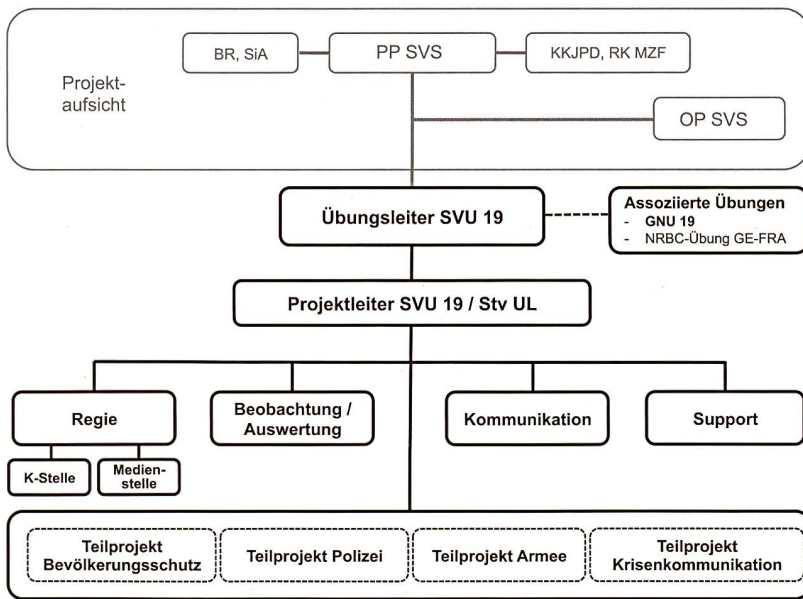 BR, SiA
PP SVS
KKJPD, RK MZF
Projekt-
aufsicht
OP SVS
Übungsleiter SVU 19
Assoziierte Übungen
- GNU 19
- NRBC-Übung GE-FRA
Projektleiter SVU 19 / Stv UL
Regie
Beobachtung /
Auswertung
Kommunikation
Support
K-Stelle
Medien-
stelle
Teilprojekt
Bevölkerungsschutz
Teilprojekt Polizei
Teilprojekt Armee
Teilprojekt
Krisenkommunikation